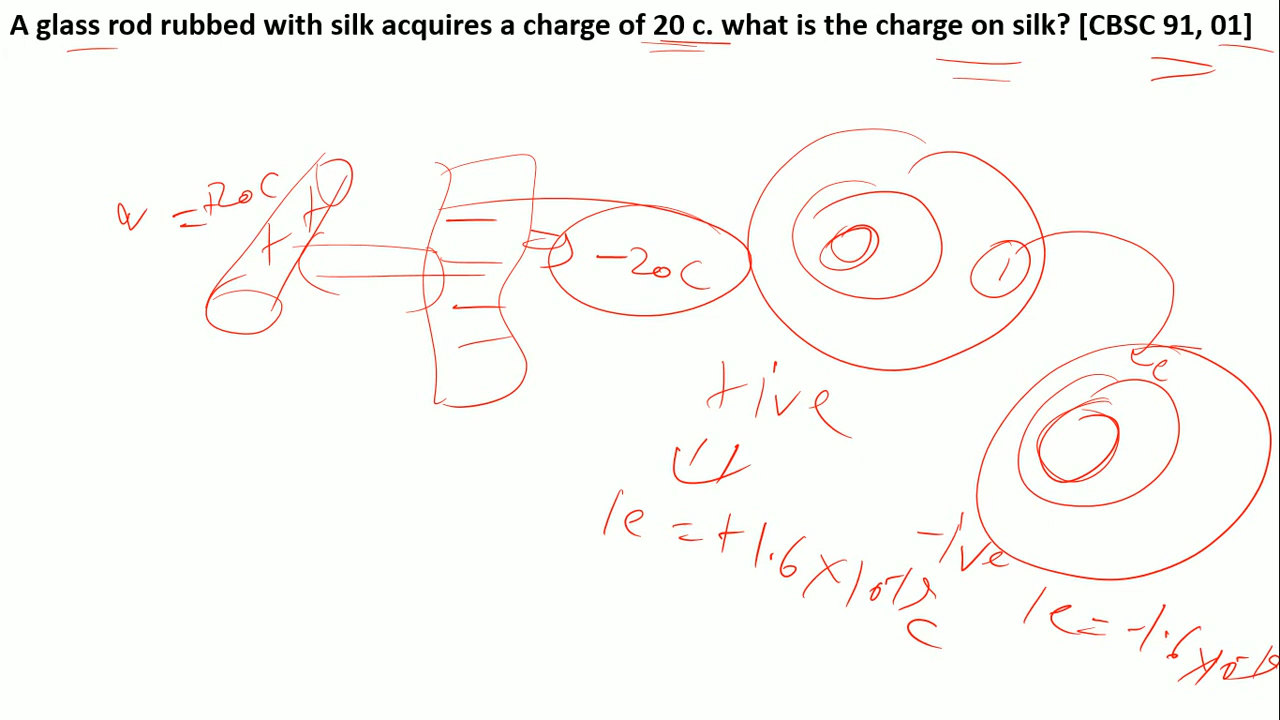 A glass rod rubbed with silk acquires a charge of 20 c. what is the charge on silk? [CBSC 91, 01]
q = +20C
+ +
-20C
e
+ive
1e = +1.6 X 10-19
C
-ive
1e = -1.6 X 10-19